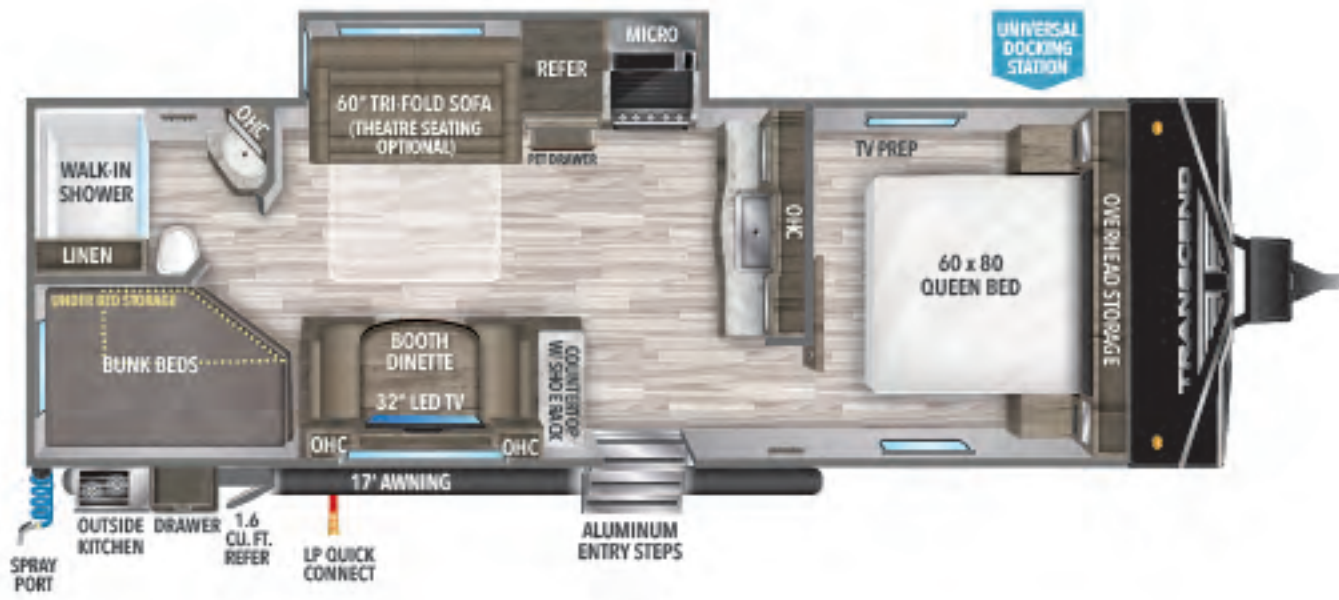 UNIVERSAL
DOCKING
STATION
MICRO
REFER
60" TRI-FOLD SOFA
(THEATRE SEATING
OPTIONAL)
OHC
PET DRAWER
TV PREP
WALK-IN
SHOWER
LINEN
OHC
60 x 80
QUEEN BED
OVERHEAD STORAGE
TRANSCEND
UNDER BED STORAGE
BUNK BEDS
BOOTH
DINETTE
32" LED TV
COUNTERTOP
W/ SHOE RACK
OHC
OHC
17' AWNING
OUTSIDE
KITCHEN
DRAWER
1.6
CU. FT.
REFER
LP QUICK
CONNECT
ALUMINUM
ENTRY STEPS
SPRAY
PORT